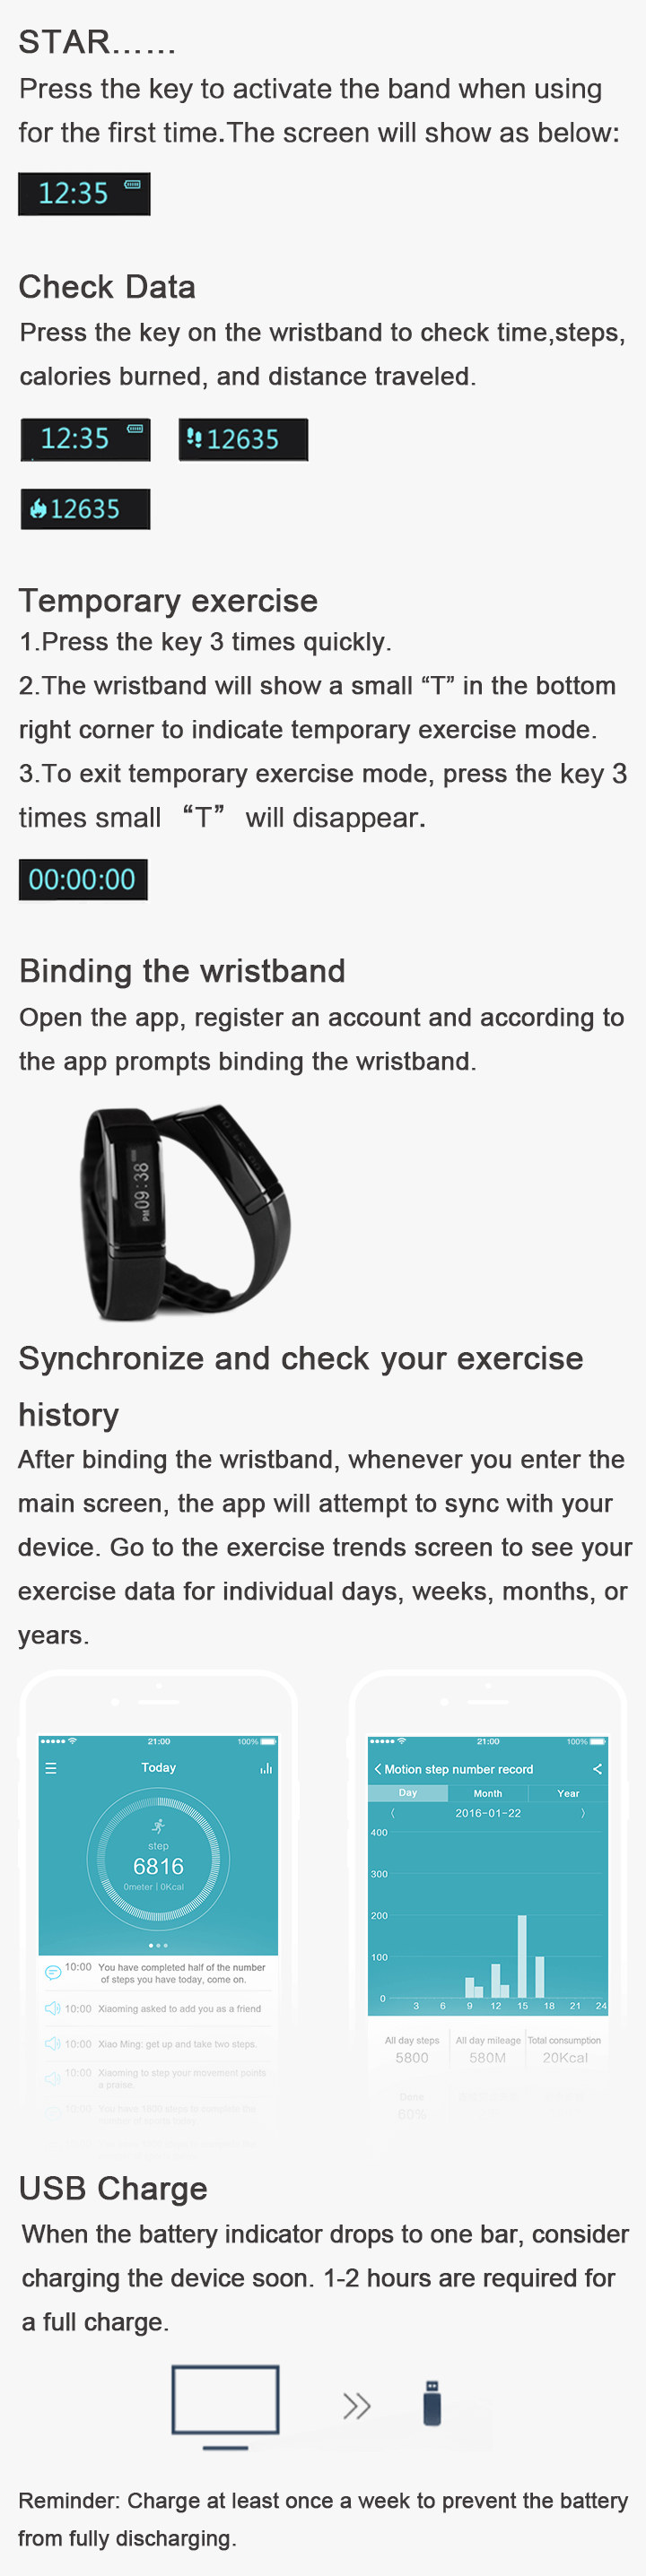 STAR......
Press the key to activate the band when using
for the first time.The screen will show as below:
12:35
Check Data
Press the key on the wristband to check time,steps,
calories burned, and distance traveled.
12:35
12635
12635
Temporary exercise
1.Press the key 3 times quickly.
2.The wristband will show a small “T” in the bottom
right corner to indicate temporary exercise mode.
3.To exit temporary exercise mode, press the key 3
times small “T” will disappear.
00:00:00
Binding the wristband
Open the app, register an account and according to
the app prompts binding the wristband.
PM 09:38
Synchronize and check your exercise
history
After binding the wristband, whenever you enter the
main screen, the app will attempt to sync with your
device. Go to the exercise trends screen to see your
exercise data for individual days, weeks, months, or
years.
21:00 100%
Today
step
6816
0meter | 0Kcal
10:00 You have completed half of the number
of steps you have today, come on.
10:00 Xiaoming asked to add you as a friend
10:00 Xiao Ming: get up and take two steps.
10:00 Xiaoming to step your movement points
a praise.
10:00 You have 1800 steps to complete the
21:00 100%
Motion step number record
Day Month Year
2016-01-22
400
300
200
100
0
3 6 9 12 15 18 21 24
All day steps All day mileage Total consumption
5800 580M 20Kcal
Done
60%
USB Charge
When the battery indicator drops to one bar, consider
charging the device soon. 1-2 hours are required for
a full charge.
Reminder: Charge at least once a week to prevent the battery
from fully discharging.